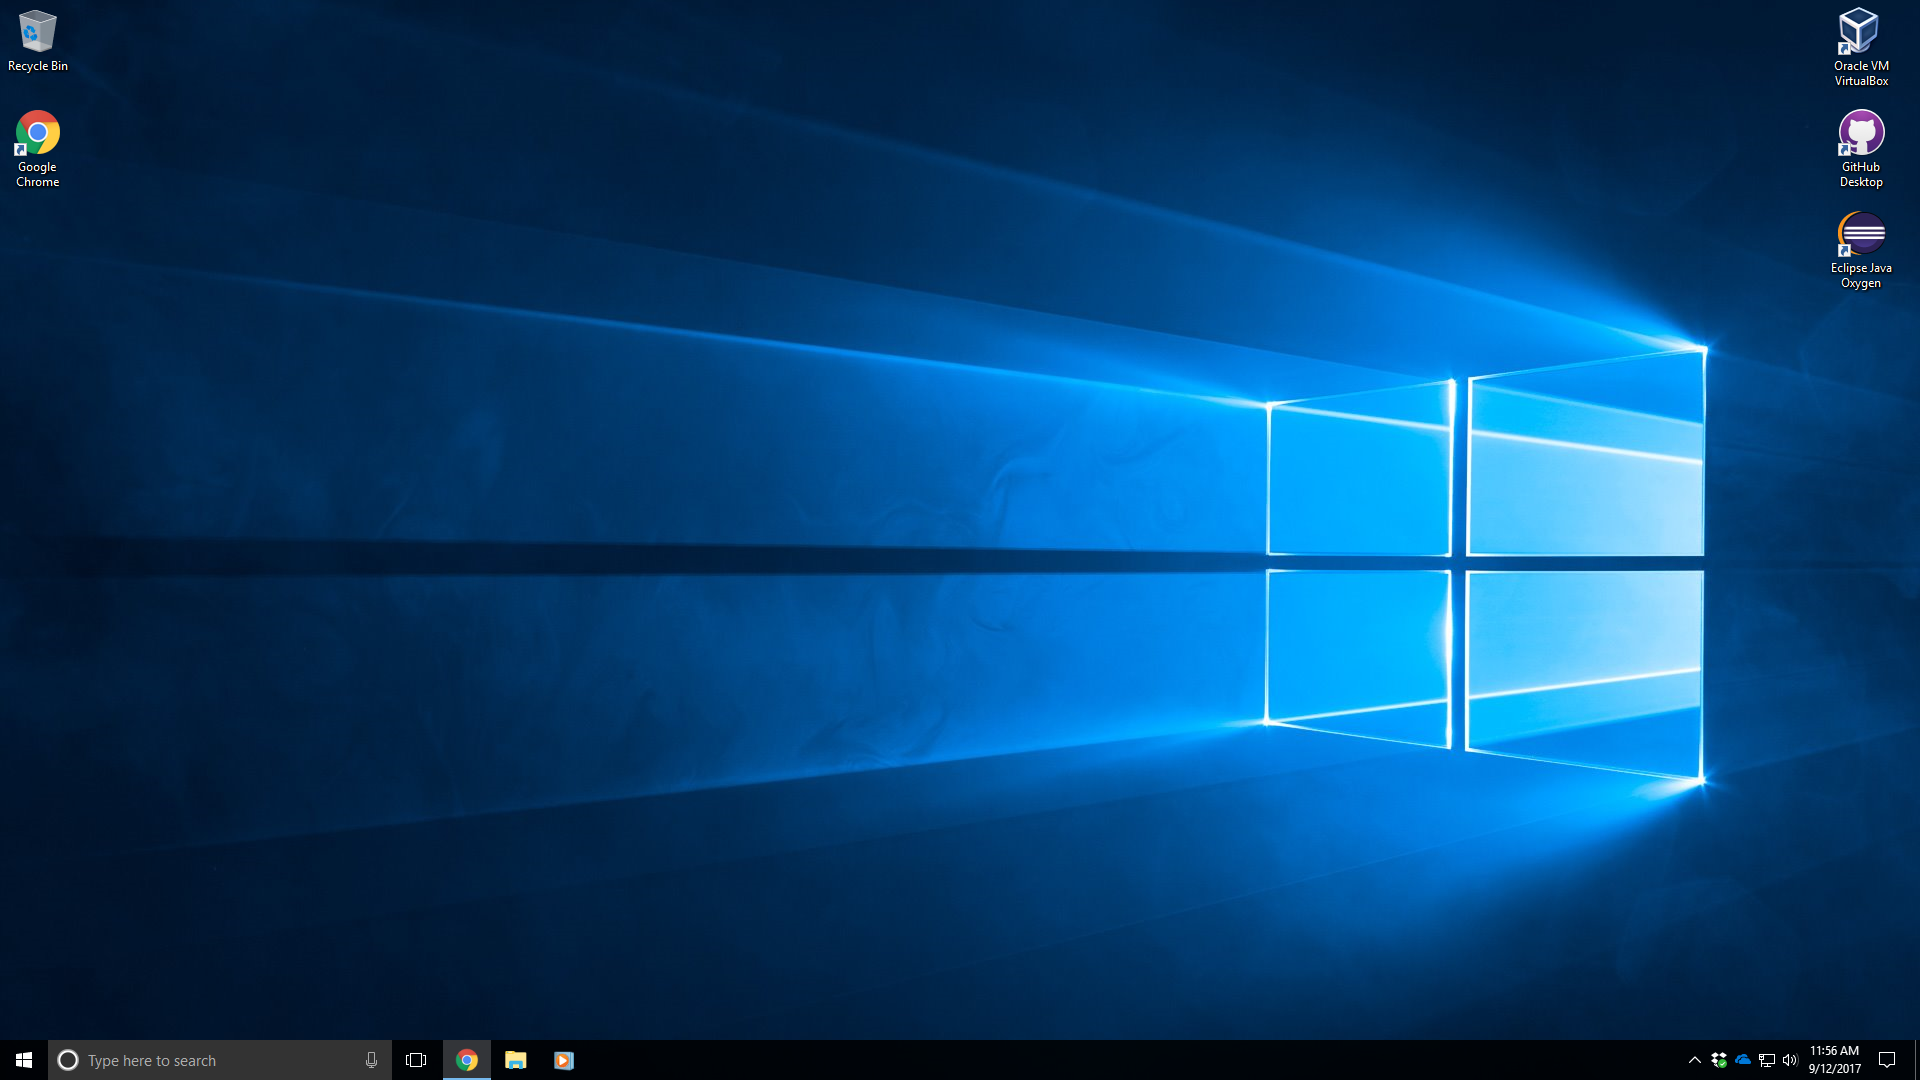 Recycle Bin
Google
Chrome
Oracle VM
VirtualBox
GitHub
Desktop
Eclipse Java
Oxygen
Type here to search
11:56 AM
9/12/2017